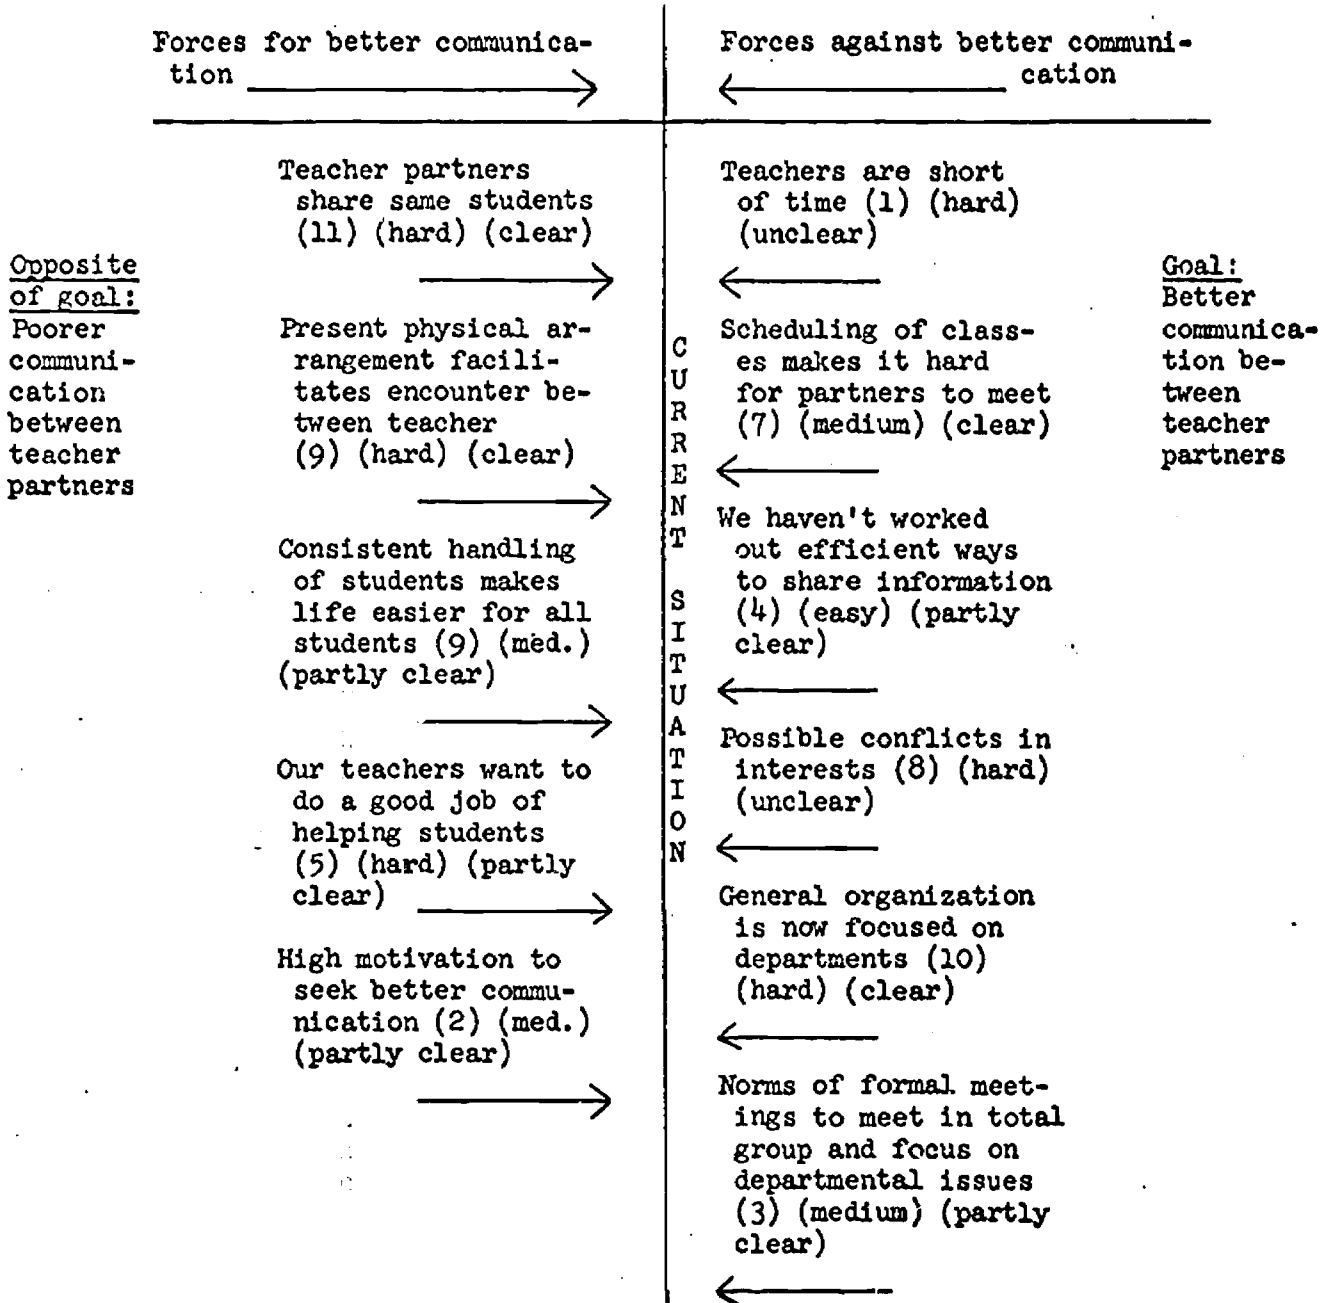 Forces for better communica-
tion
Forces against better communi-
cation
Opposite
of goal:
Poorer
communi-
cation
between
teacher
partners
Teacher partners
share same students
(11) (hard) (clear)
Present physical ar-
rangement facili-
tates encounter be-
tween teacher
(9) (hard) (clear)
Consistent handling
of students makes
life easier for all
students (9) (med.)
(partly clear)
Our teachers want to
do a good job of
helping students
(5) (hard) (partly
clear)
High motivation to
seek better commu-
nication (2) (med.)
(partly clear)
CURRENT SITUATION
Teachers are short
of time (1) (hard)
(unclear)
Scheduling of class-
es makes it hard
for partners to meet
(7) (medium) (clear)
We haven't worked
out efficient ways
to share information
(4) (easy) (partly
clear)
Possible conflicts in
interests (8) (hard)
(unclear)
General organization
is now focused on
departments (10)
(hard) (clear)
Norms of formal meet-
ings to meet in total
group and focus on
departmental issues
(3) (medium) (partly
clear)
Goal:
Better
communica-
tion be-
tween
teacher
partners